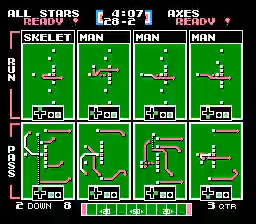 ALL STARS 4:07 AXES
READY ! 28-2 READY !
SKELET MAN MAN MAN
RUN
PASS
2 DOWN 8 3 QTR